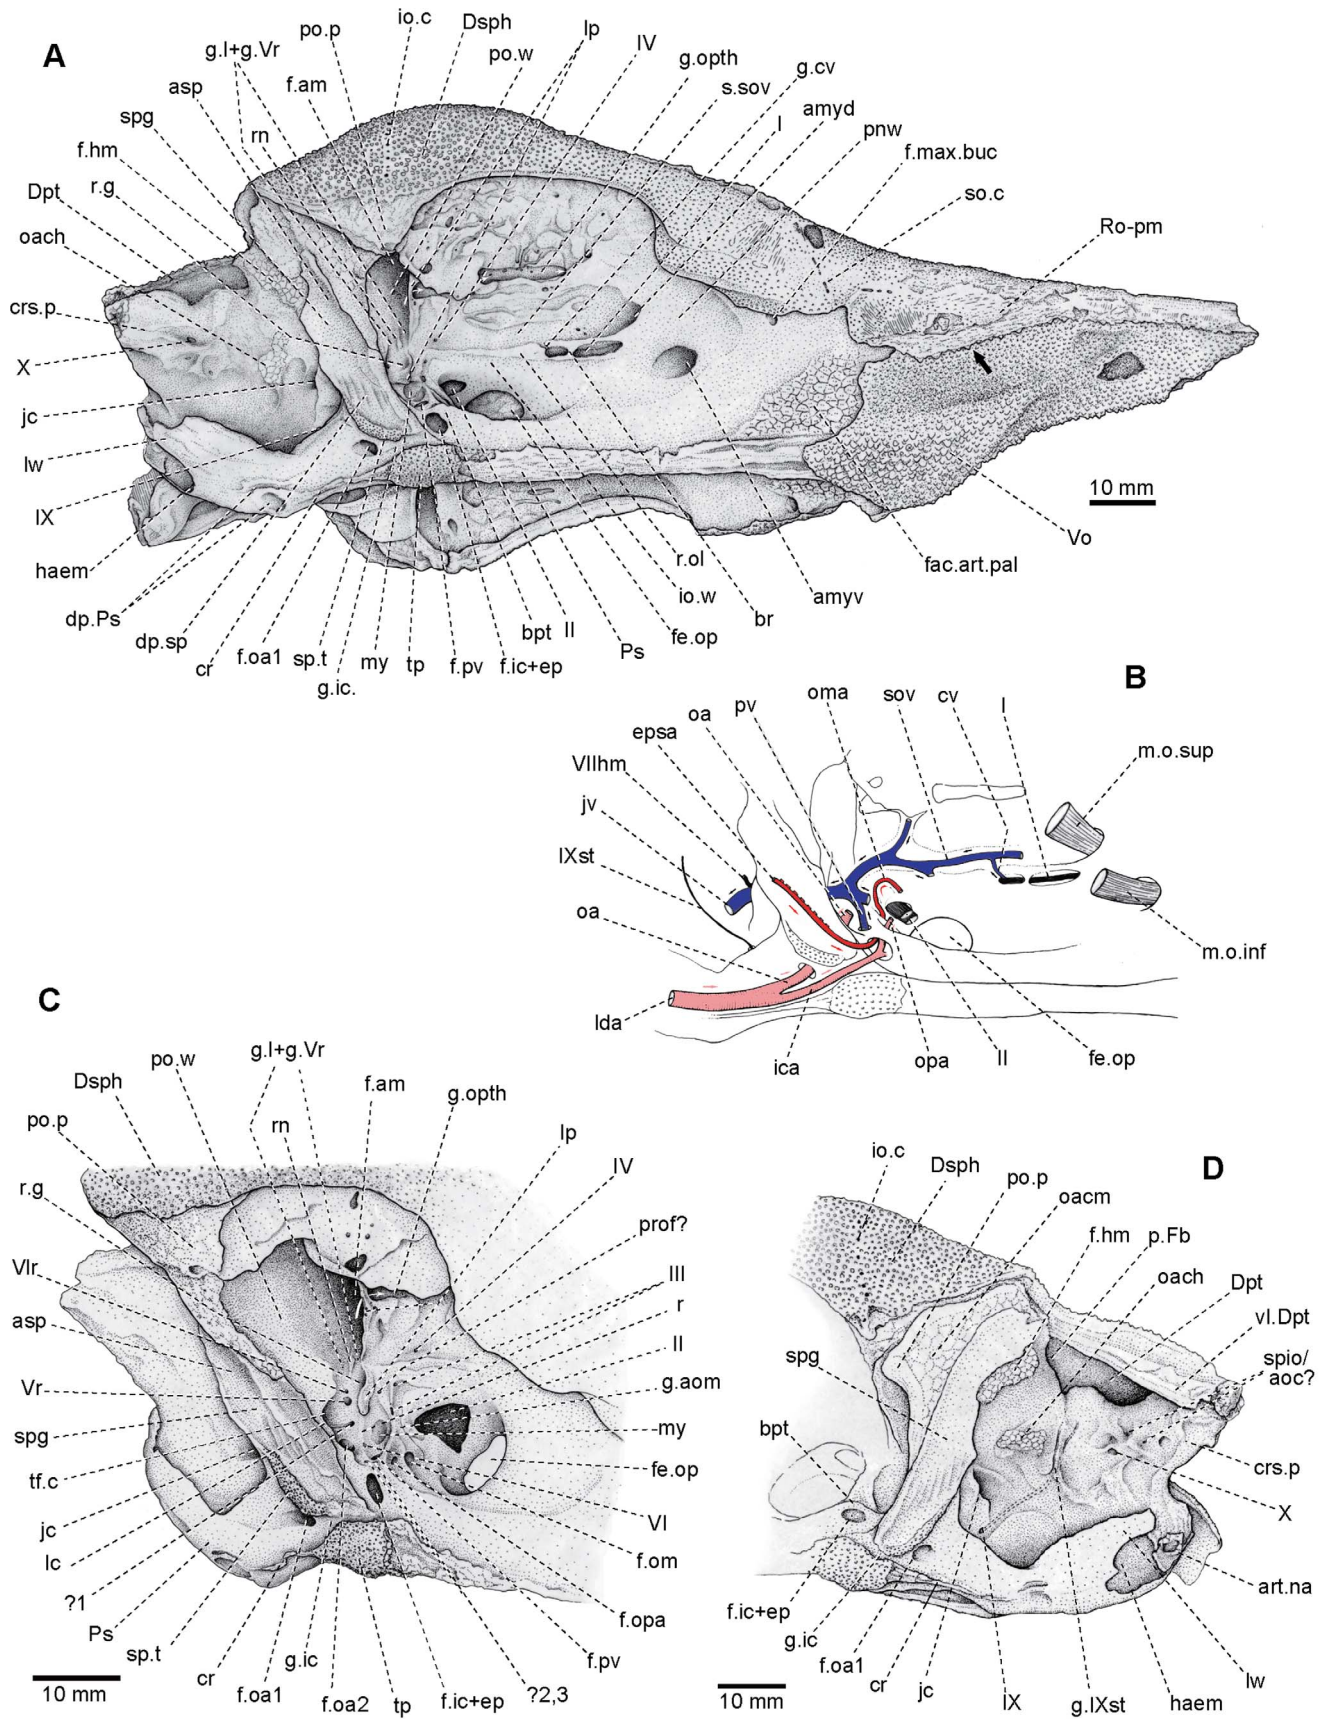 A
io.c
Dsph
lp
IV
po.p
po.w
g.opth
g.I+g.Vr
s.sov
g.cv
asp
f.am
amyd
spg
rn
I
pnw
f.hm
f.max.buc
Dpt
r.g
so.c
oach
Ro-pm
crs.p
X
jc
lw
10 mm
IX
Vo
haem
fac.art.pal
r.ol
dp.Ps
io.w
amyv
dp.sp
br
bpt
II
fe.op
cr
f.oa1
sp.t
my
tp
f.pv
f.ic+ep
Ps
g.ic.
B
oma
sov
cv
I
oa
pv
epsa
m.o.sup
VIIhm
jv
IXst
oa
m.o.inf
lda
ica
opa
II
fe.op
C
po.w
g.I+g.Vr
Dsph
f.am
g.opth
po.p
rn
lp
r.g
IV
prof?
VIr
III
asp
r
II
Vr
g.aom
spg
my
tf.c
fe.op
jc
VI
lc
f.om
?1
Ps
f.opa
sp.t
g.ic
f.pv
cr
f.oa1
f.oa2
tp
f.ic+ep
?2,3
10 mm
D
io.c
Dsph
po.p
oacm
f.hm
p.Fb
oach
Dpt
vl.Dpt
spg
spio/
aoc?
bpt
crs.p
X
art.na
f.ic+ep
g.ic
f.oa1
cr
jc
IX
g.IXst
haem
lw
10 mm